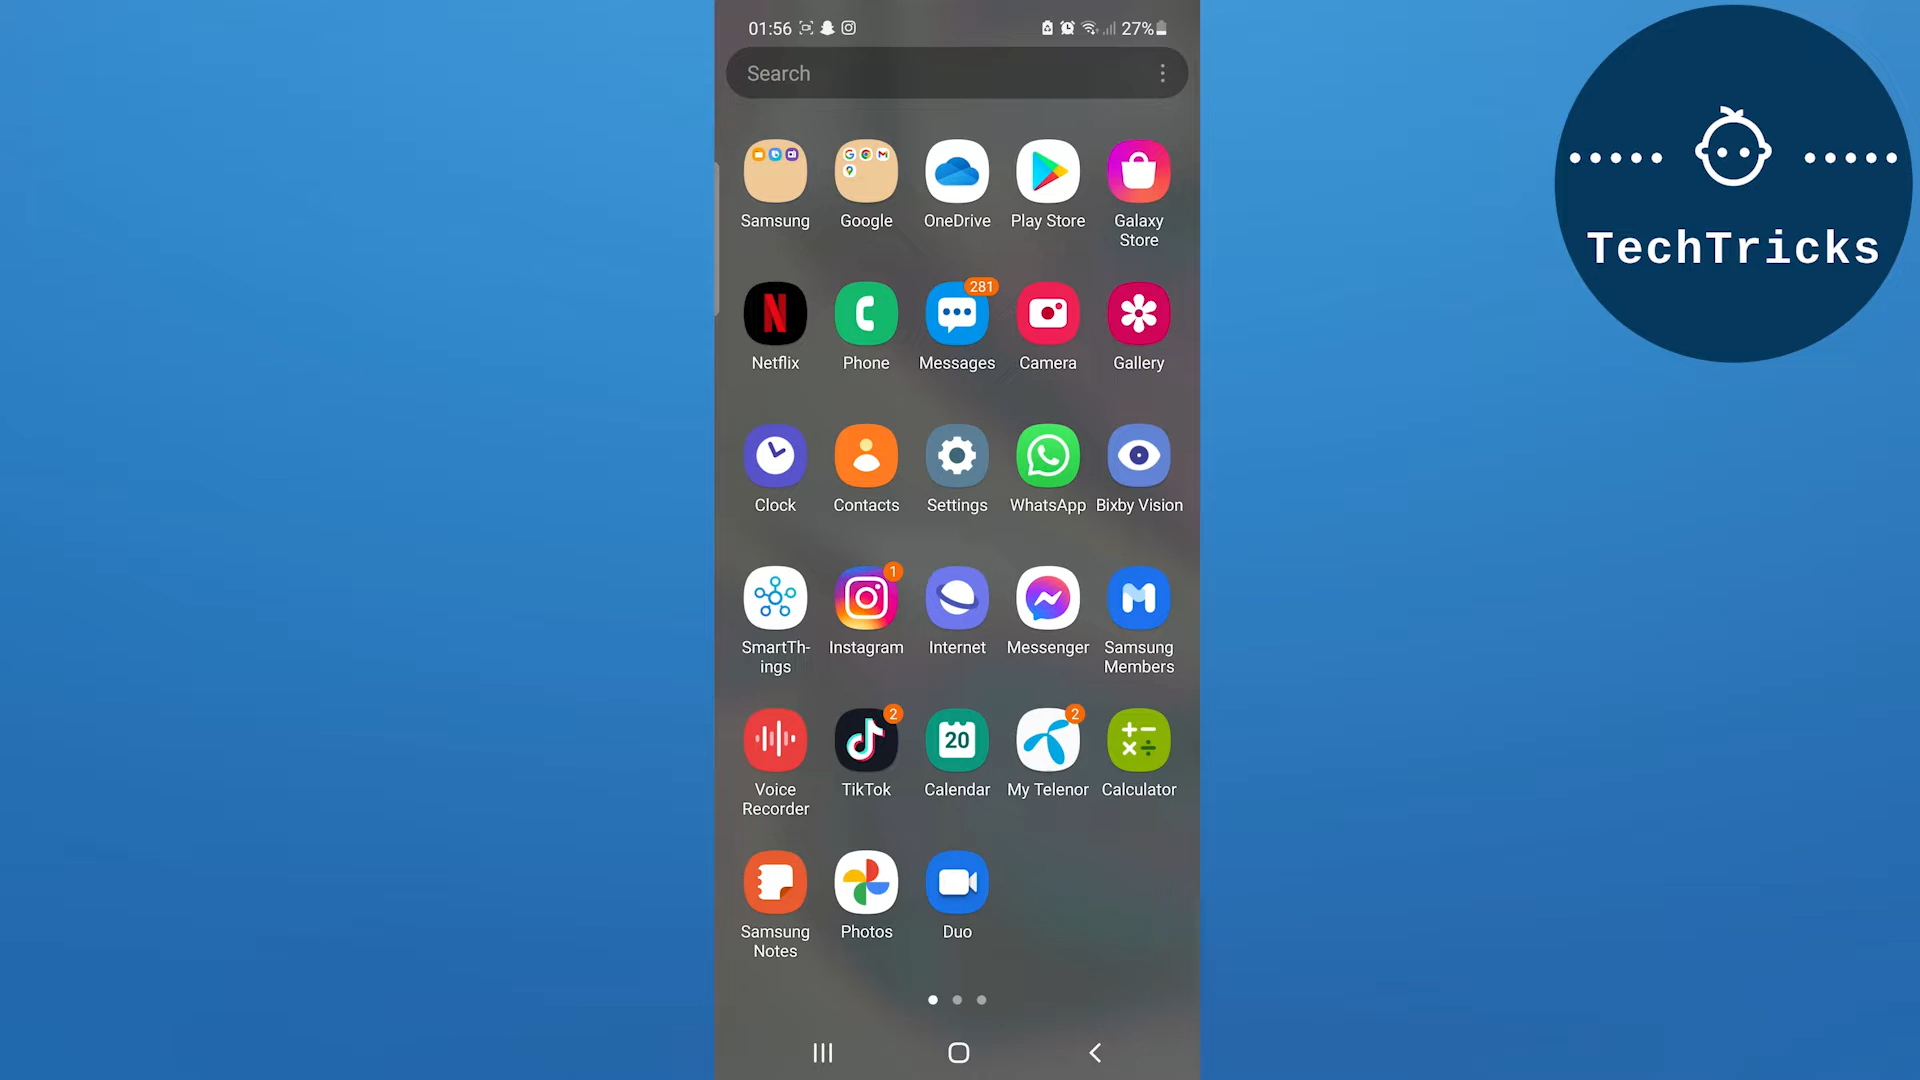 01:56
27%
Search
Samsung
Google
OneDrive
Play Store
Galaxy
Store
281
Netflix
Phone
Messages
Camera
Gallery
Clock
Contacts
Settings
WhatsApp
Bixby Vision
1
SmartTh-
ings
Instagram
Internet
Messenger
Samsung
Members
2
20
2
Voice
Recorder
TikTok
Calendar
My Telenor
Calculator
Samsung
Notes
Photos
Duo
TechTricks